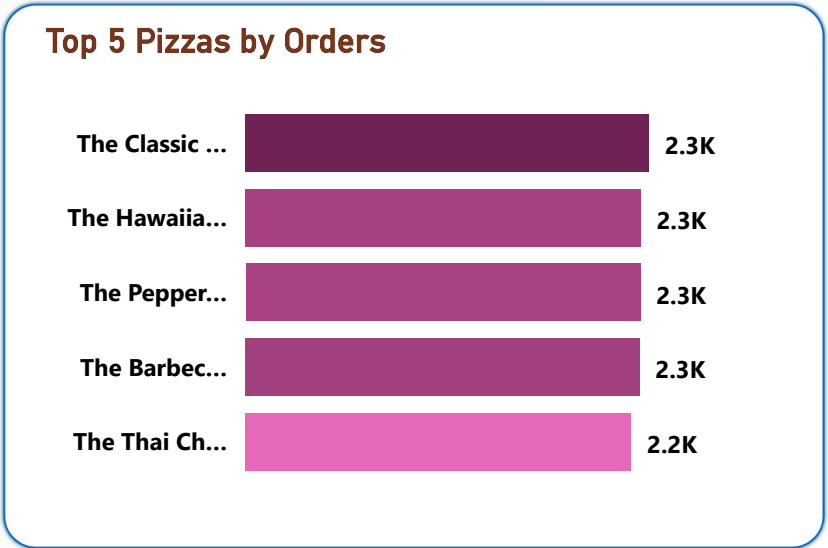 Top 5 Pizzas by Orders
The Classic ... 2.3K
The Hawaiia... 2.3K
The Pepper... 2.3K
The Barbec... 2.3K
The Thai Ch... 2.2K